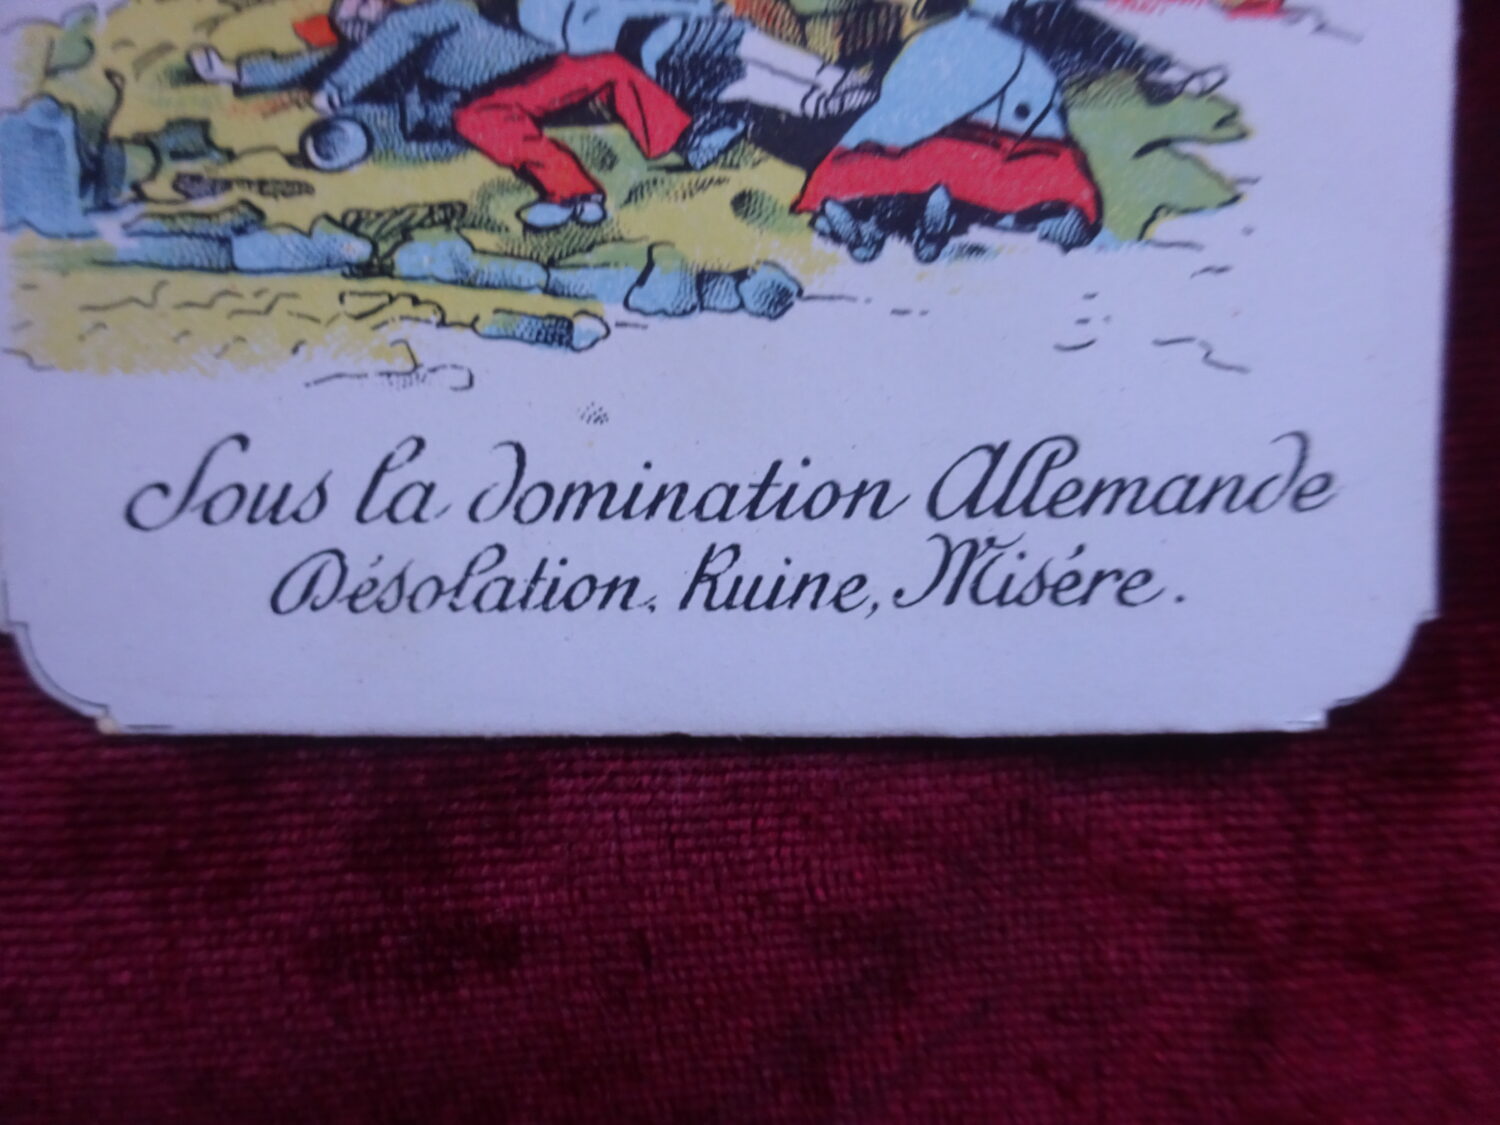 Sous la domination Allemande
Désolation, Ruine, Misére.